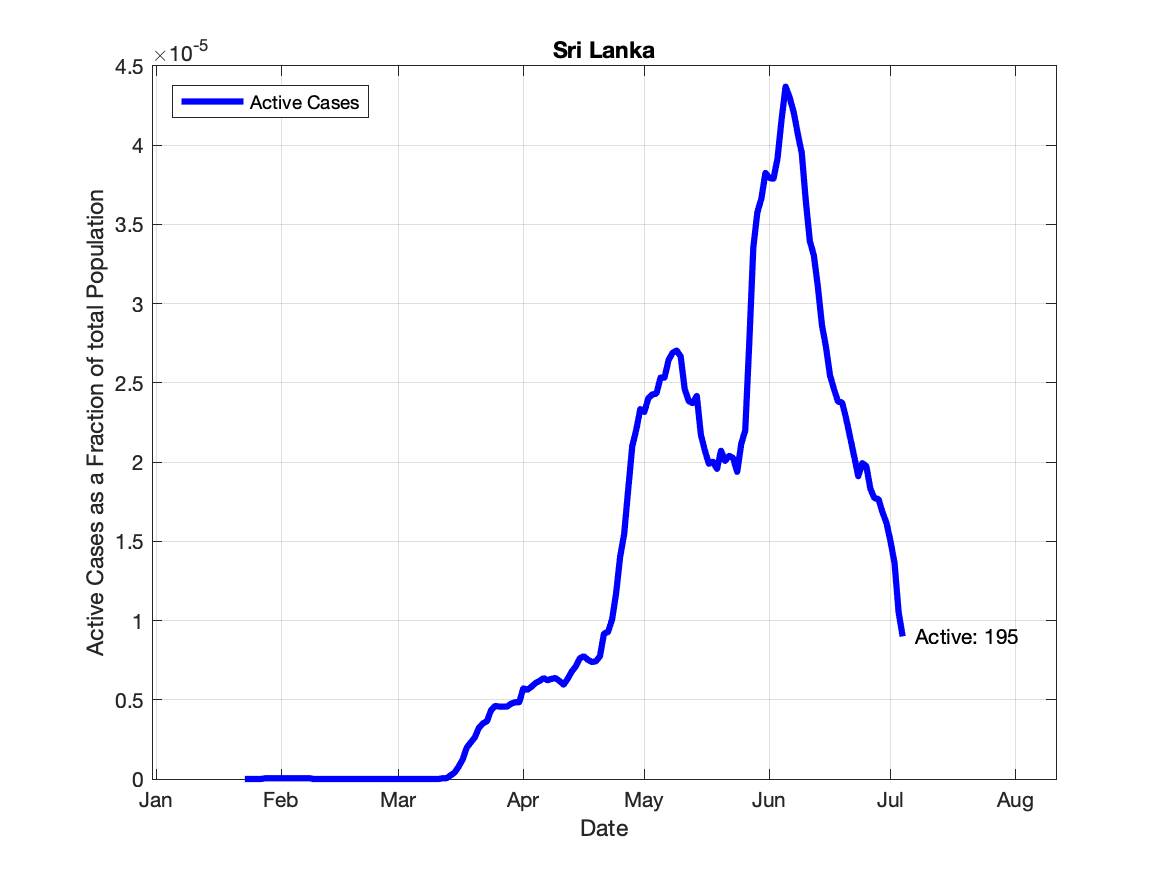 Sri Lanka
×10-5
4.5
4
3.5
3
2.5
2
1.5
1
0.5
0
Active Cases as a Fraction of total Population
Active Cases
Active: 195
Jan Feb Mar Apr May Jun Jul Aug
Date